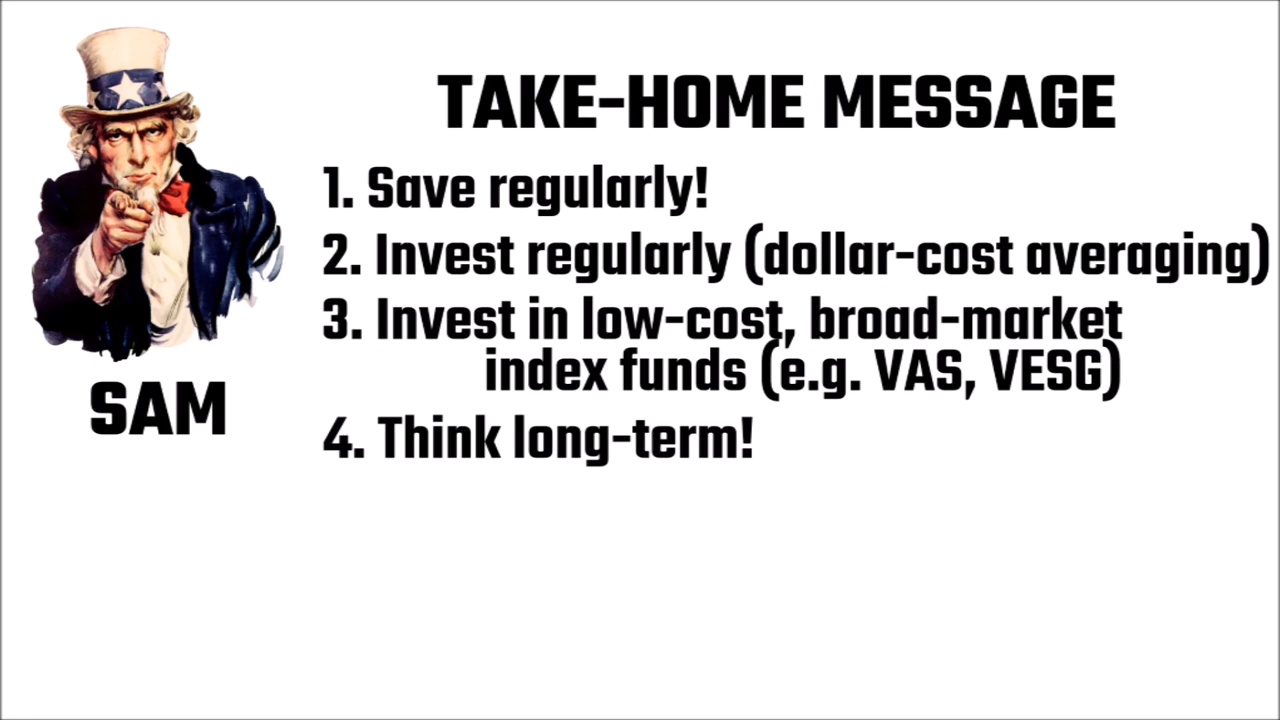 TAKE-HOME MESSAGE
1. Save regularly!
2. Invest regularly (dollar-cost averaging)
3. Invest in low-cost, broad-market
index funds (e.g. VAS, VESG)
4. Think long-term!
SAM